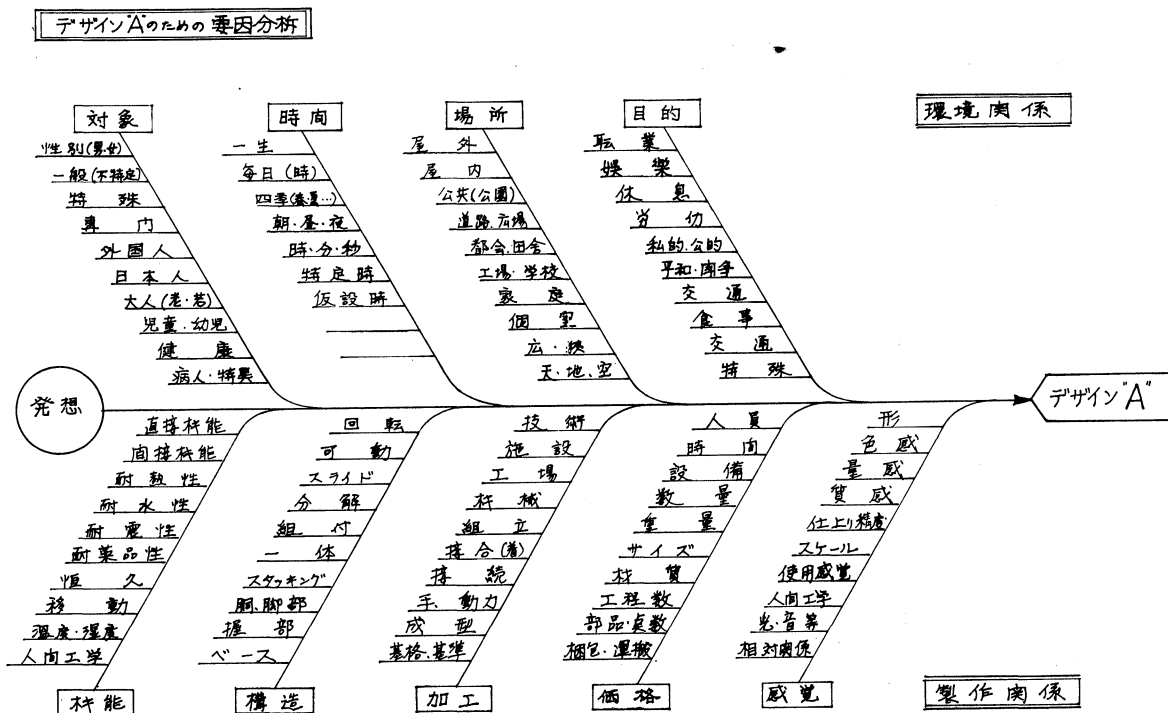 デザイン"A"のための要因分析
環境関係
対象
性別(男・女)
一般(不特定)
特殊
専門
外国人
日本人
大人(老・若)
児童・幼児
健康
病人・特異
時間
一生
毎日(時)
四季(春・夏…)
朝・昼・夜
時・分・秒
特定時
仮設時
場所
屋外
屋内
公共(公園)
道路、広場
都会、田舎
工場・学校
家庭
個室
広・狭
天・地、空
目的
職業
娯楽
休息
労働
私的、公的
平和・闘争
交通
食事
交通
特殊
発想
デザイン"A"
直接機能
間接機能
耐熱性
耐水性
耐震性
耐薬品性
恒久
移動
温度・湿度
人間工学
機能
回転
可動
スライド
分解
組付
一体
スタッキング
胴、脚部
握部
ベース
構造
技術
施設
工場
機械
組立
接合(着)
接続
手、動力
成型
基格、基準
加工
人員
時間
設備
数量
重量
サイズ
材質
工程数
部品・点数
梱包・運搬
価格
形
色感
量感
質感
仕上り精度
スケール
使用感覚
人間工学
光・音等
相対関係
感覚
製作関係